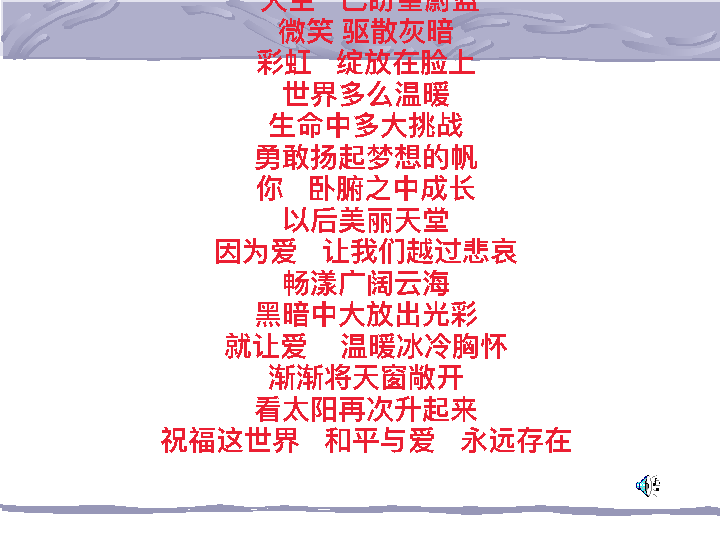 微笑 驱散灰暗
彩虹 绽放在脸上
世界多么温暖
生命中多大挑战
勇敢扬起梦想的帆
你 卧腑之中成长
以后美丽天堂
因为爱 让我们越过悲哀
畅漾广阔云海
黑暗中大放出光彩
就让爱 温暖冰冷胸怀
渐渐将天窗敞开
看太阳再次升起来
祝福这世界 和平与爱 永远存在